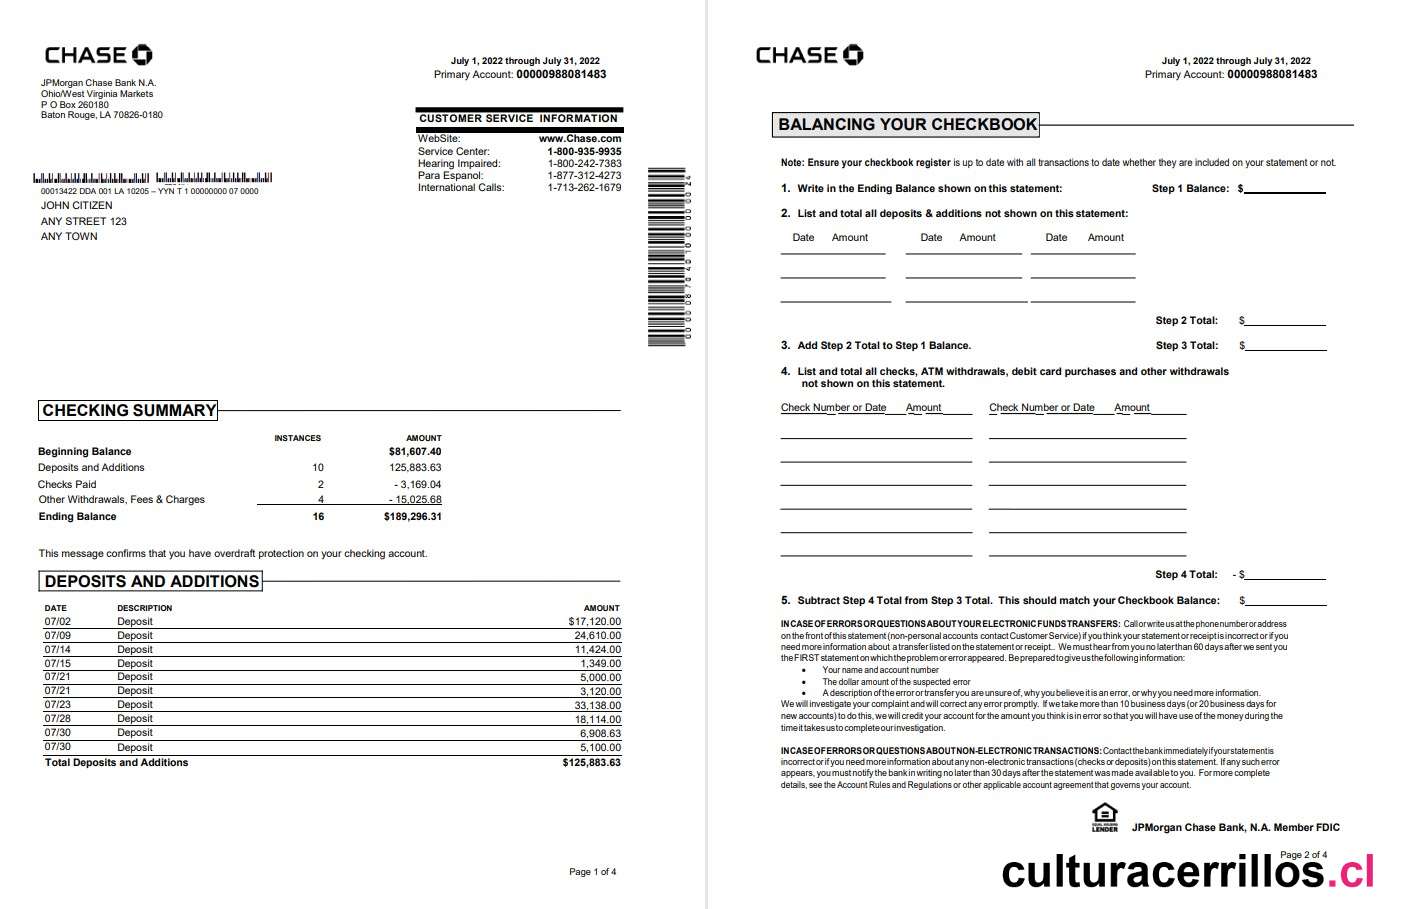 CHASE
July 1, 2022 through July 31, 2022
Primary Account: 00000988081483
JPMorgan Chase Bank N.A.
Ohio/West Virginia Markets
P O Box 260180
Baton Rouge, LA 70826-0180
CUSTOMER SERVICE INFORMATION
WebSite: www.Chase.com
Service Center: 1-800-935-9935
Hearing Impaired: 1-800-242-7383
Para Espanol: 1-877-312-4273
International Calls: 1-713-262-1679
00013422 DDA 001 LA 10205 – YYN T 1 00000000 07 0000
JOHN CITIZEN
ANY STREET 123
ANY TOWN
CHECKING SUMMARY
INSTANCES AMOUNT
Beginning Balance $81,607.40
Deposits and Additions 10 125,883.63
Checks Paid 2 - 3,169.04
Other Withdrawals, Fees & Charges 4 - 15,025.68
Ending Balance 16 $189,296.31
This message confirms that you have overdraft protection on your checking account.
DEPOSITS AND ADDITIONS
DATE DESCRIPTION AMOUNT
07/02 Deposit $17,120.00
07/09 Deposit 24,610.00
07/14 Deposit 11,424.00
07/15 Deposit 1,349.00
07/21 Deposit 5,000.00
07/21 Deposit 3,120.00
07/23 Deposit 33,138.00
07/28 Deposit 18,114.00
07/30 Deposit 6,908.63
07/30 Deposit 5,100.00
Total Deposits and Additions $125,883.63
Page 1 of 4
CHASE
July 1, 2022 through July 31, 2022
Primary Account: 00000988081483
BALANCING YOUR CHECKBOOK
Note: Ensure your checkbook register is up to date with all transactions to date whether they are included on your statement or not.
1. Write in the Ending Balance shown on this statement: Step 1 Balance: $
2. List and total all deposits & additions not shown on this statement:
Date Amount Date Amount Date Amount
Step 2 Total: $
3. Add Step 2 Total to Step 1 Balance. Step 3 Total: $
4. List and total all checks, ATM withdrawals, debit card purchases and other withdrawals
not shown on this statement.
Check Number or Date Amount Check Number or Date Amount
Step 4 Total: - $
5. Subtract Step 4 Total from Step 3 Total. This should match your Checkbook Balance: $
IN CASE OF ERRORS OR QUESTIONS ABOUT YOUR ELECTRONIC FUNDS TRANSFERS: Call or write us at the phone number or address
on the front of this statement (non-personal accounts contact Customer Service) if you think your statement or receipt is incorrect or if you
need more information about a transfer listed on the statement or receipt.. We must hear from you no later than 60 days after we sent you
the FIRST statement on which the problem or error appeared. Be prepared to give us the following information:
• Your name and account number
• The dollar amount of the suspected error
• A description of the error or transfer you are unsure of, why you believe it is an error, or why you need more information.
We will investigate your complaint and will correct any error promptly. If we take more than 10 business days (or 20 business days for
new accounts) to do this, we will credit your account for the amount you think is in error so that you will have use of the money during the
time it takes us to complete our investigation.
IN CASE OF ERRORS OR QUESTIONS ABOUT NON-ELECTRONIC TRANSACTIONS: Contact the bank immediately if your statement is
incorrect or if you need more information about any non-electronic transactions (checks or deposits) on this statement. If any such error
appears, you must notify the bank in writing no later than 30 days after the statement was made available to you. For more complete
details, see the Account Rules and Regulations or other applicable account agreement that governs your account.
EQUAL HOUSING
LENDER
JPMorgan Chase Bank, N.A. Member FDIC
Page 2 of 4
culturacerrillos.cl